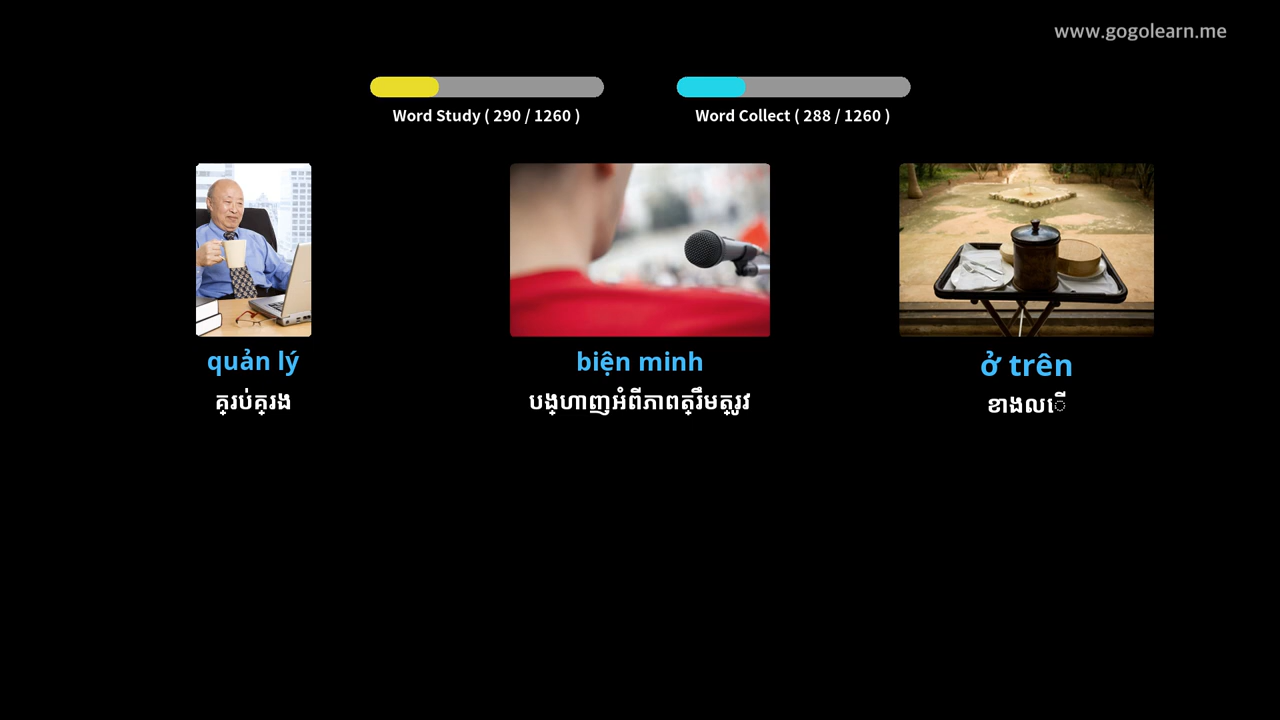 www.gogolearn.me
Word Study ( 290 / 1260 )
Word Collect ( 288 / 1260 )
quản lý
គ្រប់គ្រង
biện minh
បង្ហាញអំពីភាពត្រឹមត្រូវ
ở trên
ខាងលើ